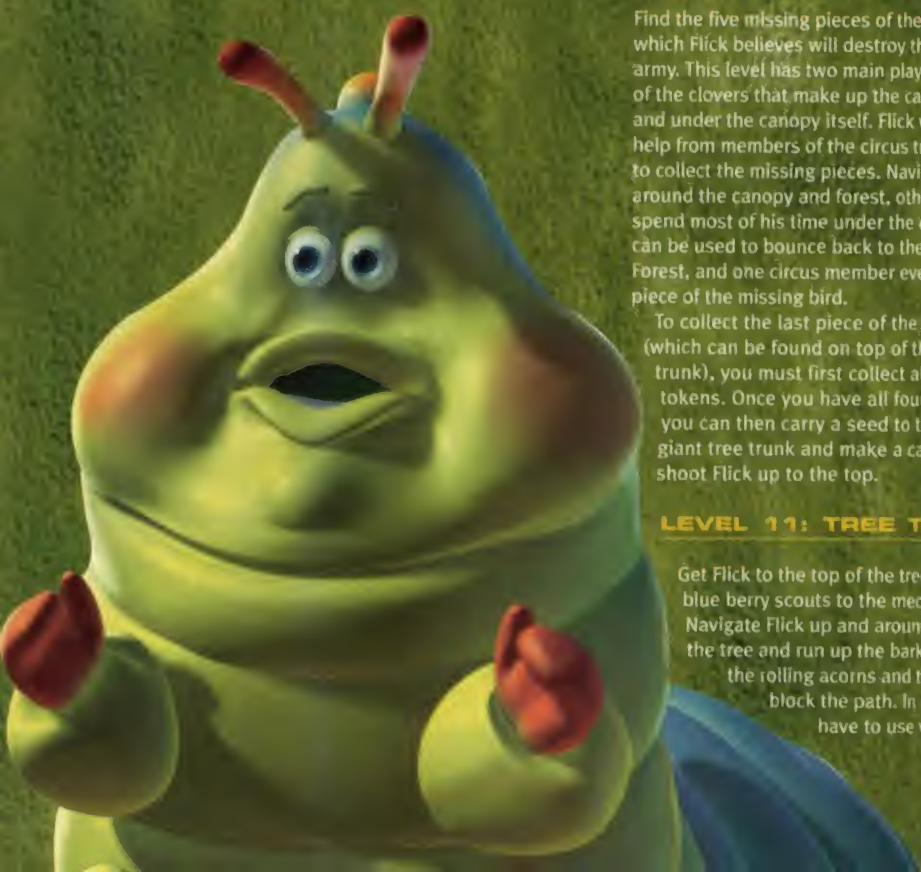 Find the five missing pieces of the
which Flick believes will destroy th
army. This level has two main play
of the clovers that make up the ca
and under the canopy itself. Flick
help from members of the circus t
to collect the missing pieces. Navi
around the canopy and forest, oth
spend most of his time under the
can be used to bounce back to the
Forest, and one circus member eve
piece of the missing bird.
To collect the last piece of the
(which can be found on top of th
trunk), you must first collect a
tokens. Once you have all fou
you can then carry a seed to t
giant tree trunk and make a ca
shoot Flick up to the top.
LEVEL 11: TREE T
Get Flick to the top of the tre
blue berry scouts to the med
Navigate Flick up and aroun
the tree and run up the bark
the rolling acorns and
block the path. In
have to use